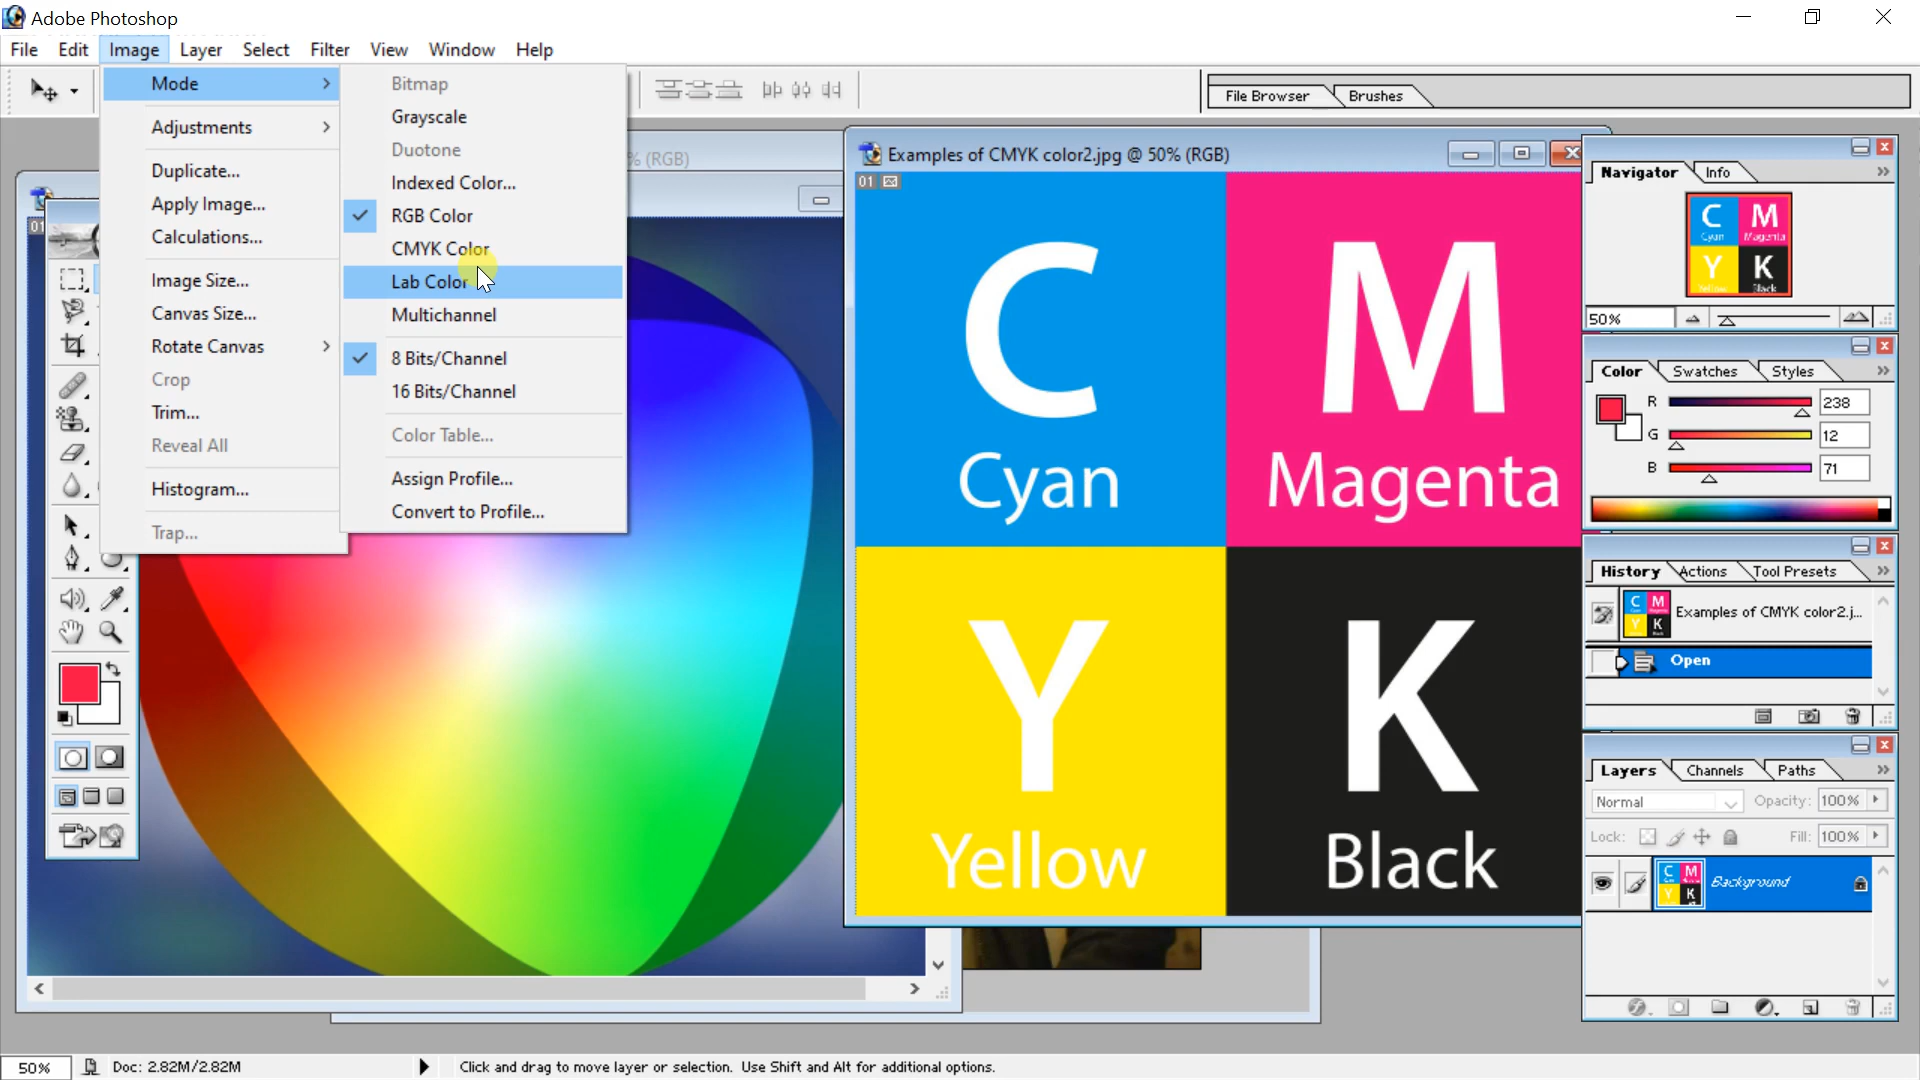 Adobe Photoshop
File Edit Image Layer Select Filter View Window Help
Mode
Adjustments
Duplicate...
Apply Image...
Calculations...
Image Size...
Canvas Size...
Rotate Canvas
Crop
Trim...
Reveal All
Histogram...
Trap...
Bitmap
Grayscale
Duotone
Indexed Color...
RGB Color
CMYK Color
Lab Color
Multichannel
8 Bits/Channel
16 Bits/Channel
Color Table...
Assign Profile...
Convert to Profile...
File Browser Brushes
% (RGB)
01
Examples of CMYK color2.jpg @ 50% (RGB)
01
C M
Cyan Magenta
Y K
Yellow Black
Navigator Info
C M
Cyan Magenta
Y K
Yellow Black
50%
Color Swatches Styles
R 238
G 12
B 71
History Actions Tool Presets
C M
Y K
Examples of CMYK color2.j...
Open
Layers Channels Paths
Normal Opacity: 100%
Lock: Fill: 100%
C M
Y K
Background
50% Doc: 2.82M/2.82M Click and drag to move layer or selection. Use Shift and Alt for additional options.